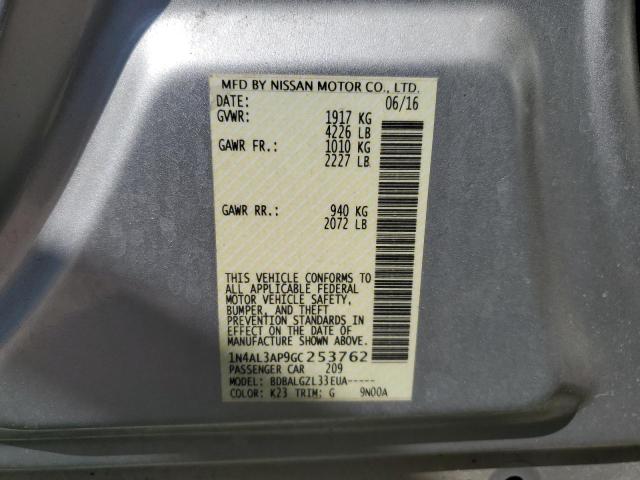 MFD BY NISSAN MOTOR CO., LTD.
DATE: 06/16
GVWR: 1917 KG
4226 LB
GAWR FR.: 1010 KG
2227 LB
GAWR RR.: 940 KG
2072 LB
THIS VEHICLE CONFORMS TO
ALL APPLICABLE FEDERAL
MOTOR VEHICLE SAFETY,
BUMPER, AND THEFT
PREVENTION STANDARDS IN
EFFECT ON THE DATE OF
MANUFACTURE SHOWN ABOVE.
1N4AL3AP9GC253762
PASSENGER CAR 209
MODEL: BDBALGZL33EUA-----
COLOR: K23 TRIM: G 9N00A